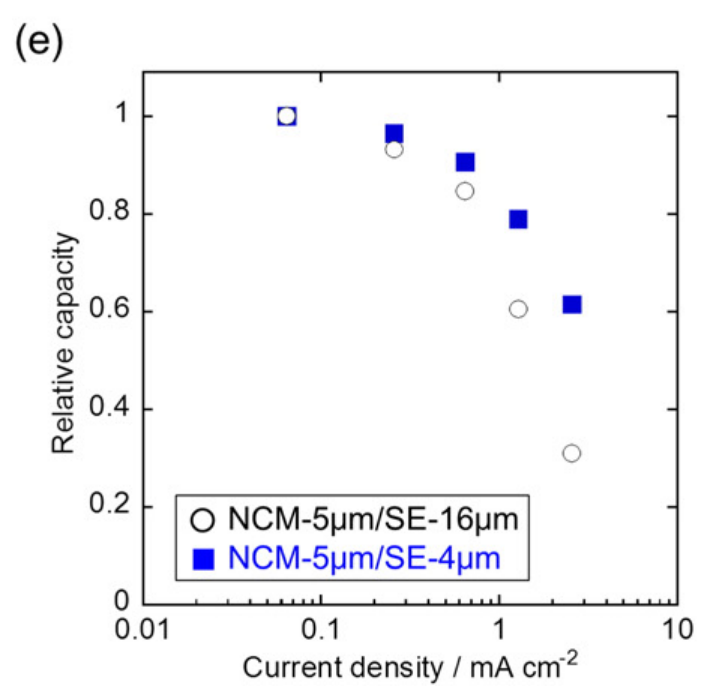 (e)
1
0.8
0.6
0.4
0.2
0
Relative capacity
NCM-5µm/SE-16µm
NCM-5µm/SE-4µm
0.01 0.1 1 10
Current density / mA cm⁻²